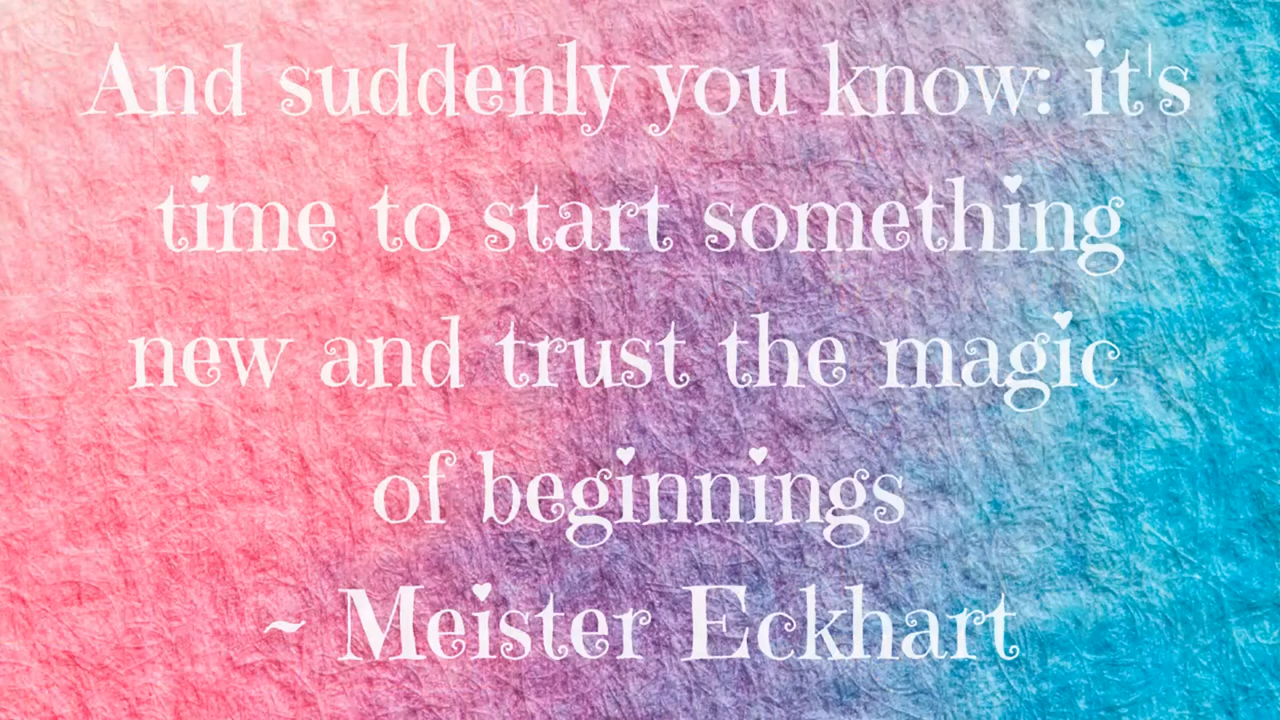 And suddenly you know: it's
time to start something
new and trust the magic
of beginnings
~ Meister Eckhart